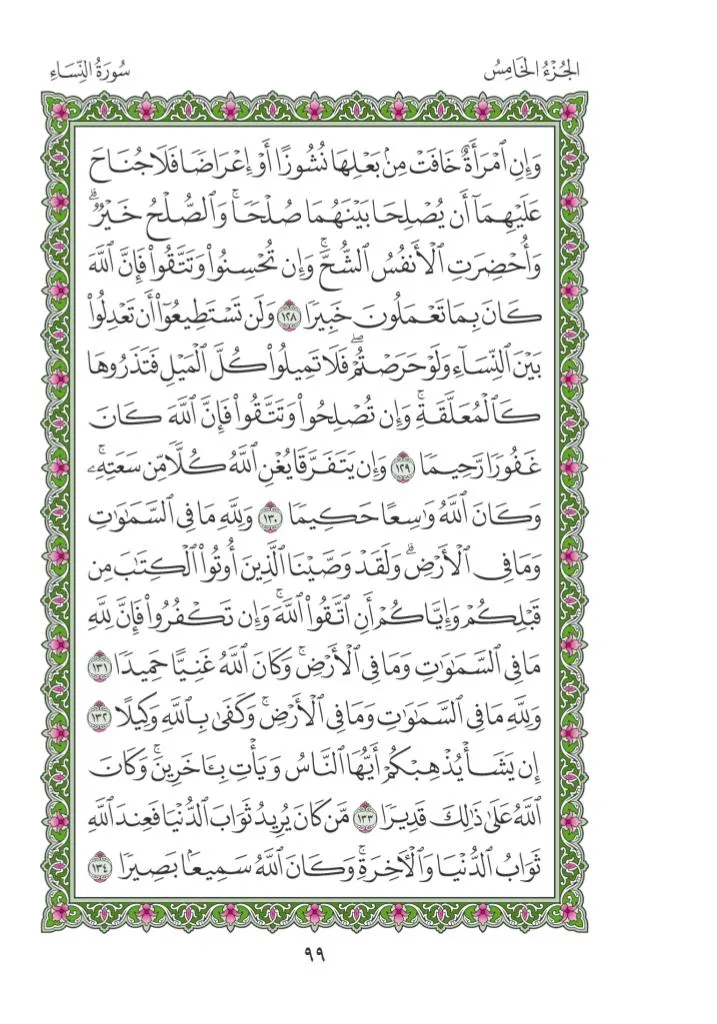 الجُزْءُ الخَامِسُ
سُورَةُ النِّسَاءِ
وَإِنِ ٱمْرَأَةٌ خَافَتْ مِنۢ بَعْلِهَا نُشُوزًا أَوْ إِعْرَاضًا فَلَا جُنَاحَ
عَلَيْهِمَآ أَن يُصْلِحَا بَيْنَهُمَا صُلْحًاۚ وَٱلصُّلْحُ خَيْرٌۗ
وَأُحْضِرَتِ ٱلْأَنفُسُ ٱلشُّحَّۚ وَإِن تُحْسِنُوا۟ وَتَتَّقُوا۟ فَإِنَّ ٱللَّهَ
كَانَ بِمَا تَعْمَلُونَ خَبِيرًا ١٢٨ وَلَن تَسْتَطِيعُوٓا۟ أَن تَعْدِلُوا۟
بَيْنَ ٱلنِّسَآءِ وَلَوْ حَرَصْتُمْۖ فَلَا تَمِيلُوا۟ كُلَّ ٱلْمَيْلِ فَتَذَرُوهَا
كَٱلْمُعَلَّقَةِۚ وَإِن تُصْلِحُوا۟ وَتَتَّقُوا۟ فَإِنَّ ٱللَّهَ كَانَ
غَفُورًا رَّحِيمًا ١٢٩ وَإِن يَتَفَرَّقَا يُغْنِ ٱللَّهُ كُلًّا مِّن سَعَتِهِۦۚ
وَكَانَ ٱللَّهُ وَٰسِعًا حَكِيمًا ١٣٠ وَلِلَّهِ مَا فِى ٱلسَّمَٰوَٰتِ
وَمَا فِى ٱلْأَرْضِۗ وَلَقَدْ وَصَّيْنَا ٱلَّذِينَ أُوتُوا۟ ٱلْكِتَٰبَ مِن
قَبْلِكُمْ وَإِيَّاكُمْ أَنِ ٱتَّقُوا۟ ٱللَّهَۚ وَإِن تَكْفُرُوا۟ فَإِنَّ لِلَّهِ
مَا فِى ٱلسَّمَٰوَٰتِ وَمَا فِى ٱلْأَرْضِۚ وَكَانَ ٱللَّهُ غَنِيًّا حَمِيدًا ١٣١
وَلِلَّهِ مَا فِى ٱلسَّمَٰوَٰتِ وَمَا فِى ٱلْأَرْضِۚ وَكَفَىٰ بِٱللَّهِ وَكِيلًا ١٣٢
إِن يَشَأْ يُذْهِبْكُمْ أَيُّهَا ٱلنَّاسُ وَيَأْتِ بِـَٔاخَرِينَۚ وَكَانَ
ٱللَّهُ عَلَىٰ ذَٰلِكَ قَدِيرًا ١٣٣ مَّن كَانَ يُرِيدُ ثَوَابَ ٱلدُّنْيَا فَعِندَ ٱللَّهِ
ثَوَابُ ٱلدُّنْيَا وَٱلْـَٔاخِرَةِۚ وَكَانَ ٱللَّهُ سَمِيعًۢا بَصِيرًا ١٣٤
٩٩